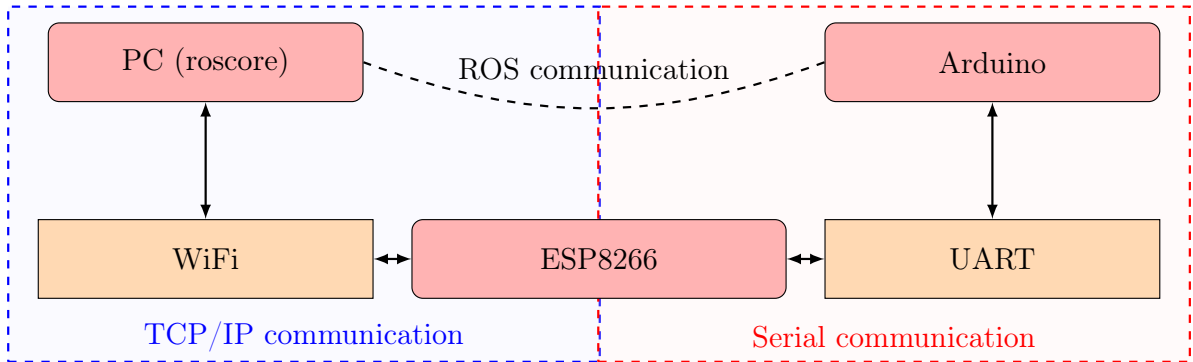 PC (roscore)
ROS communication
Arduino
WiFi
ESP8266
UART
TCP/IP communication
Serial communication